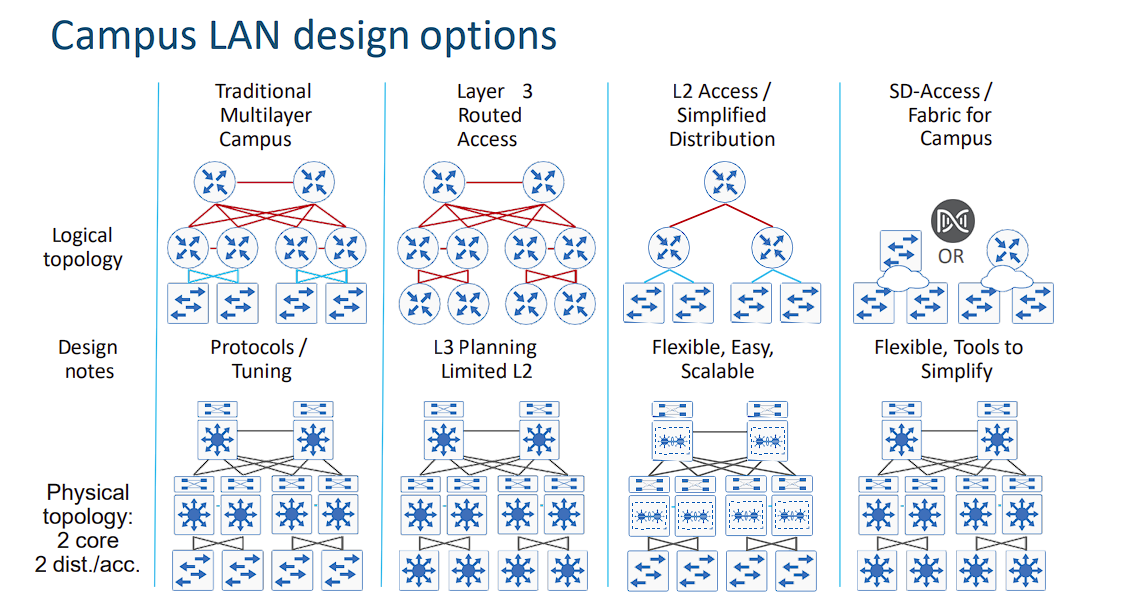 Campus LAN design options
Traditional
Multilayer
Campus
Layer 3
Routed
Access
L2 Access /
Simplified
Distribution
SD-Access /
Fabric for
Campus
Logical
topology
OR
Design
notes
Protocols /
Tuning
L3 Planning
Limited L2
Flexible, Easy,
Scalable
Flexible, Tools to
Simplify
Physical
topology:
2 core
2 dist./acc.